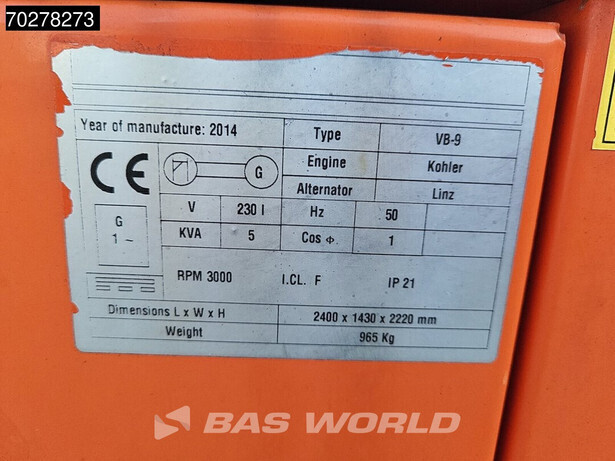 70278273
Year of manufacture: 2014 Type VB-9
CE G Engine Kohler
Alternator Linz
V 230 I Hz 50
G
1 ~
KVA 5 Cos Φ 1
RPM 3000 I.CL. F IP 21
Dimensions L x W x H 2400 x 1430 x 2220 mm
Weight 965 Kg
BAS WORLD